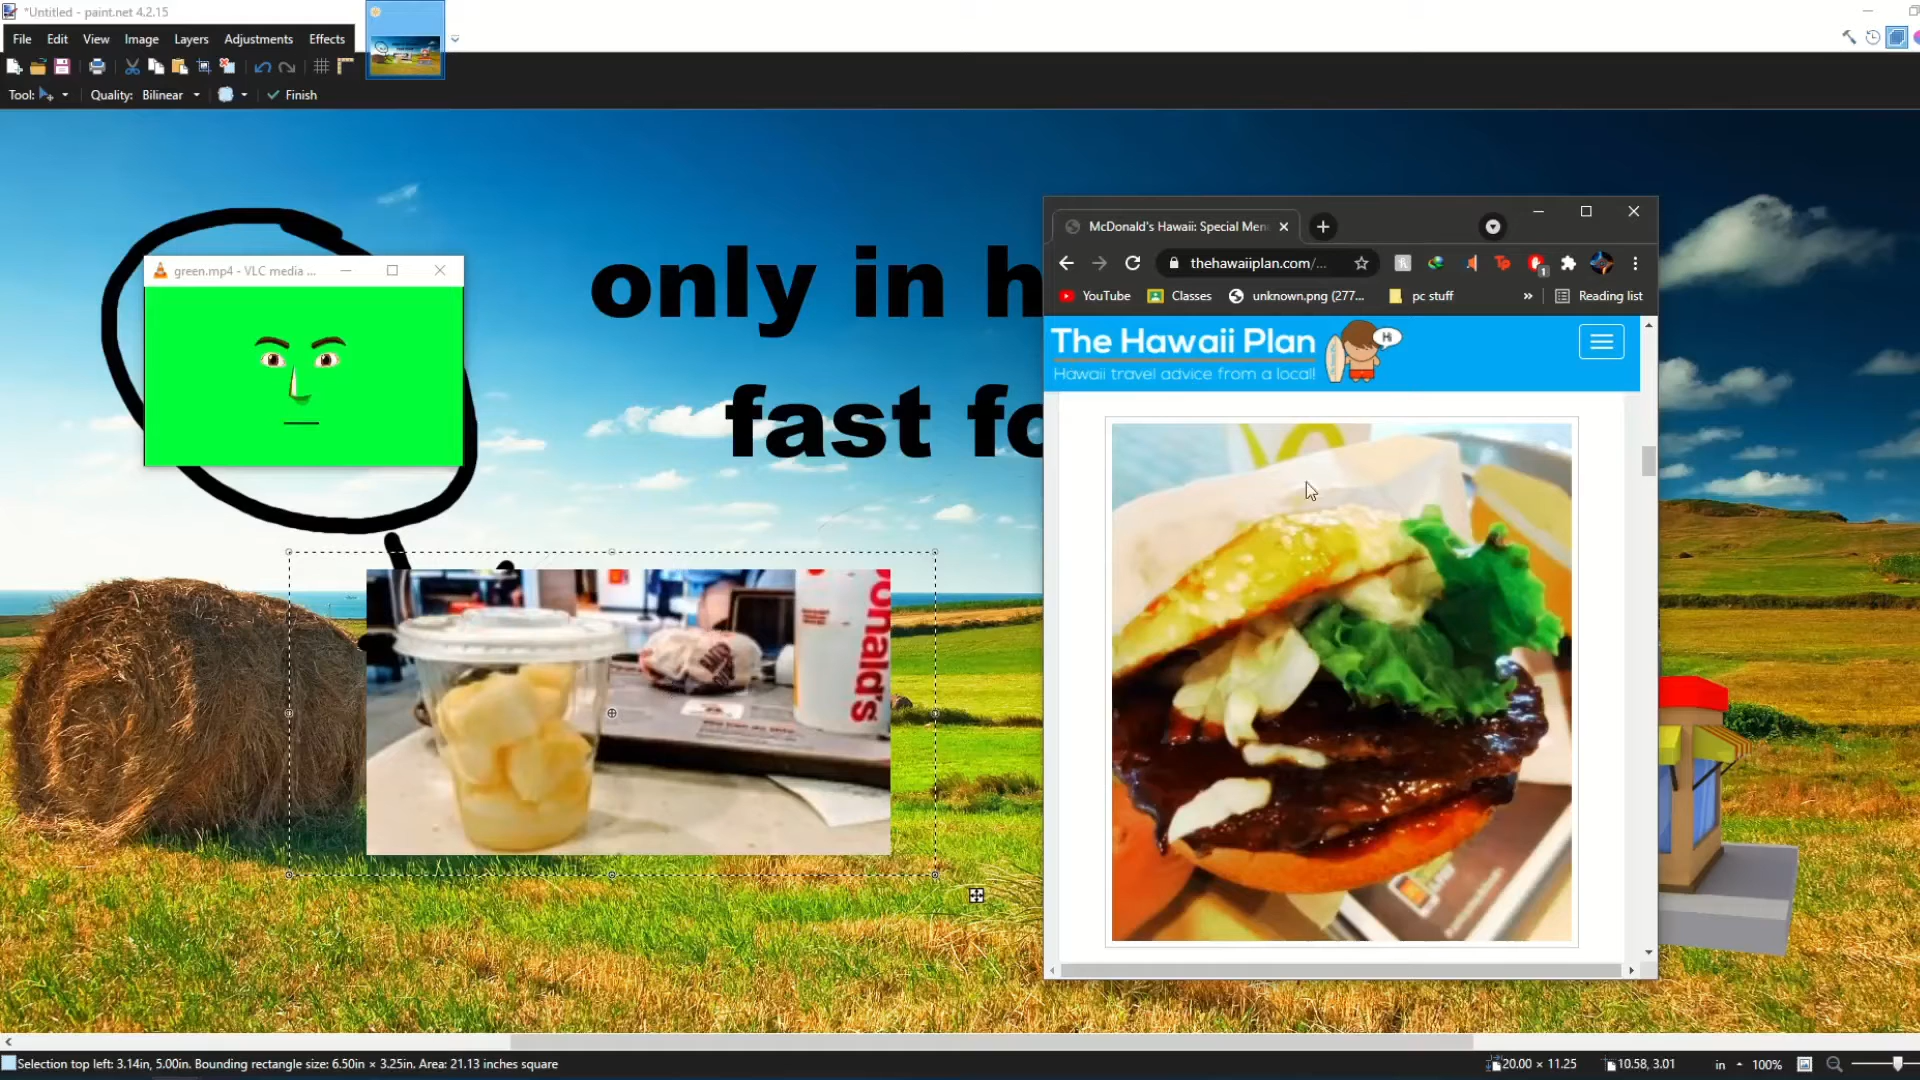 *Untitled - paint.net 4.2.15
File Edit View Image Layers Adjustments Effects
Tool: Quality: Bilinear Finish
only in h
fast fo
green.mp4 - VLC media ...
onald's
McDonald's Hawaii: Special Men
thehawaiiplan.com/...
1
YouTube Classes unknown.png (277... pc stuff » Reading list
The Hawaii Plan
Hi
Hawaii travel advice from a local!
Selection top left: 3.14in, 5.00in. Bounding rectangle size: 6.50in × 3.25in. Area: 21.13 inches square
20.00 × 11.25 10.58, 3.01 in 100%